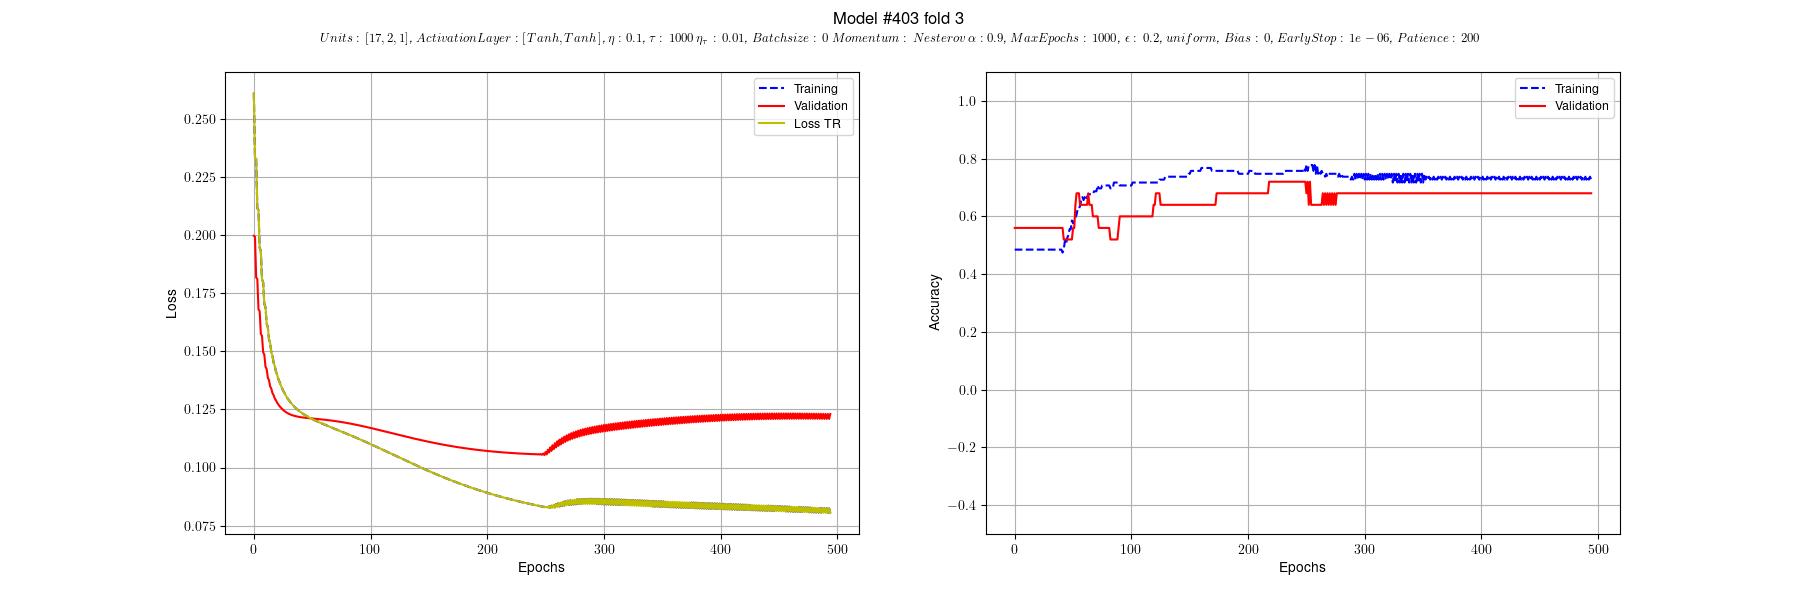 Model #403 fold 3
Units : [17, 2, 1], ActivationLayer : [Tanh, Tanh], η : 0.1, τ : 1000 ητ : 0.01, Batchsize : 0 Momentum : Nesterov α : 0.9, MaxEpochs : 1000, ϵ : 0.2, uniform, Bias : 0, EarlyStop : 1e − 06, Patience : 200
Training
Validation
Loss TR
0.250
0.225
0.200
0.175
0.150
0.125
0.100
0.075
Loss
0 100 200 300 400 500
Epochs
Training
Validation
1.0
0.8
0.6
0.4
0.2
0.0
−0.2
−0.4
Accuracy
0 100 200 300 400 500
Epochs